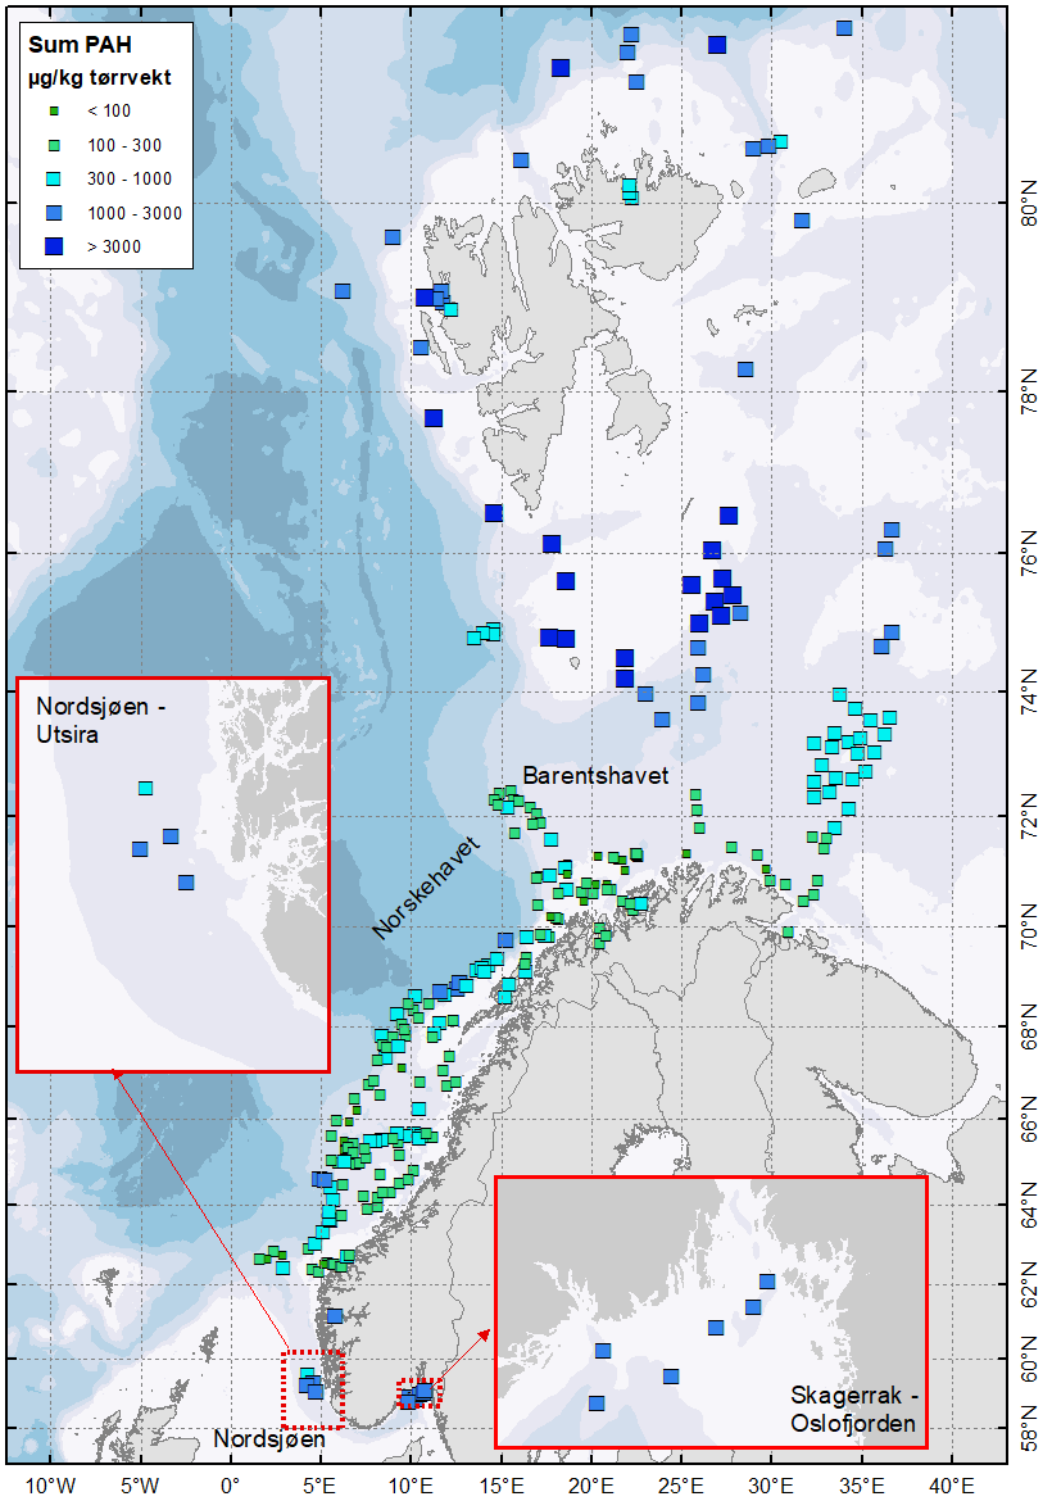 Sum PAH
µg/kg tørrvekt
< 100
100 - 300
300 - 1000
1000 - 3000
> 3000
80°N
78°N
76°N
74°N
72°N
70°N
68°N
66°N
64°N
62°N
60°N
58°N
Nordsjøen -
Utsira
Barentshavet
Norskehavet
Skagerrak -
Oslofjorden
Nordsjøen
10°W
5°W
0°
5°E
10°E
15°E
20°E
25°E
30°E
35°E
40°E